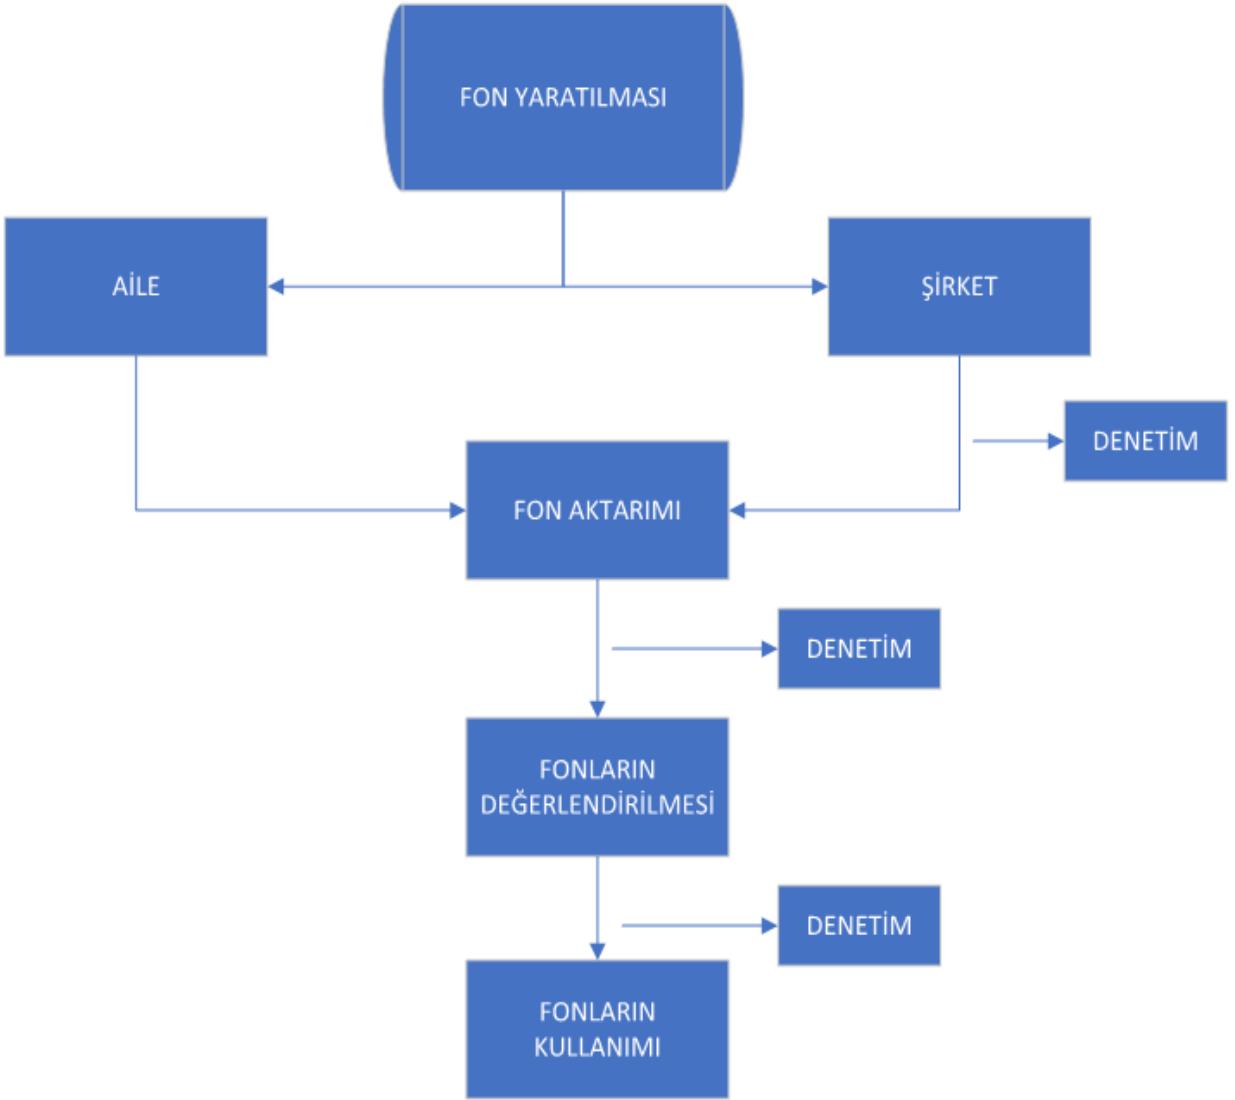 FON YARATILMASI
AİLE
ŞİRKET
DENETİM
FON AKTARIMI
DENETİM
FONLARIN
DEĞERLENDİRİLMESİ
DENETİM
FONLARIN
KULLANIMI